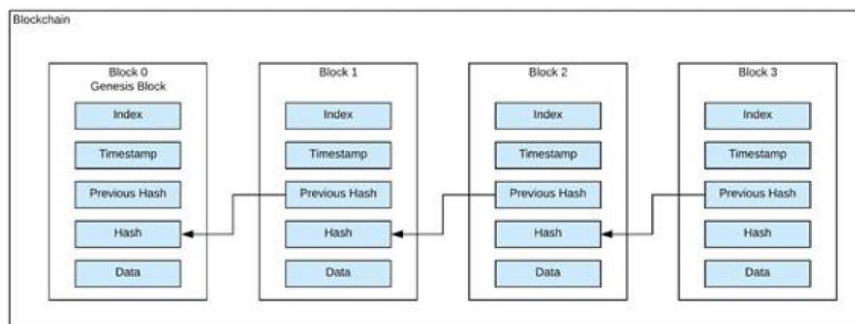 Blockchain
Block 0
Genesis Block
Index
Timestamp
Previous Hash
Hash
Data
Block 1
Index
Timestamp
Previous Hash
Hash
Data
Block 2
Index
Timestamp
Previous Hash
Hash
Data
Block 3
Index
Timestamp
Previous Hash
Hash
Data